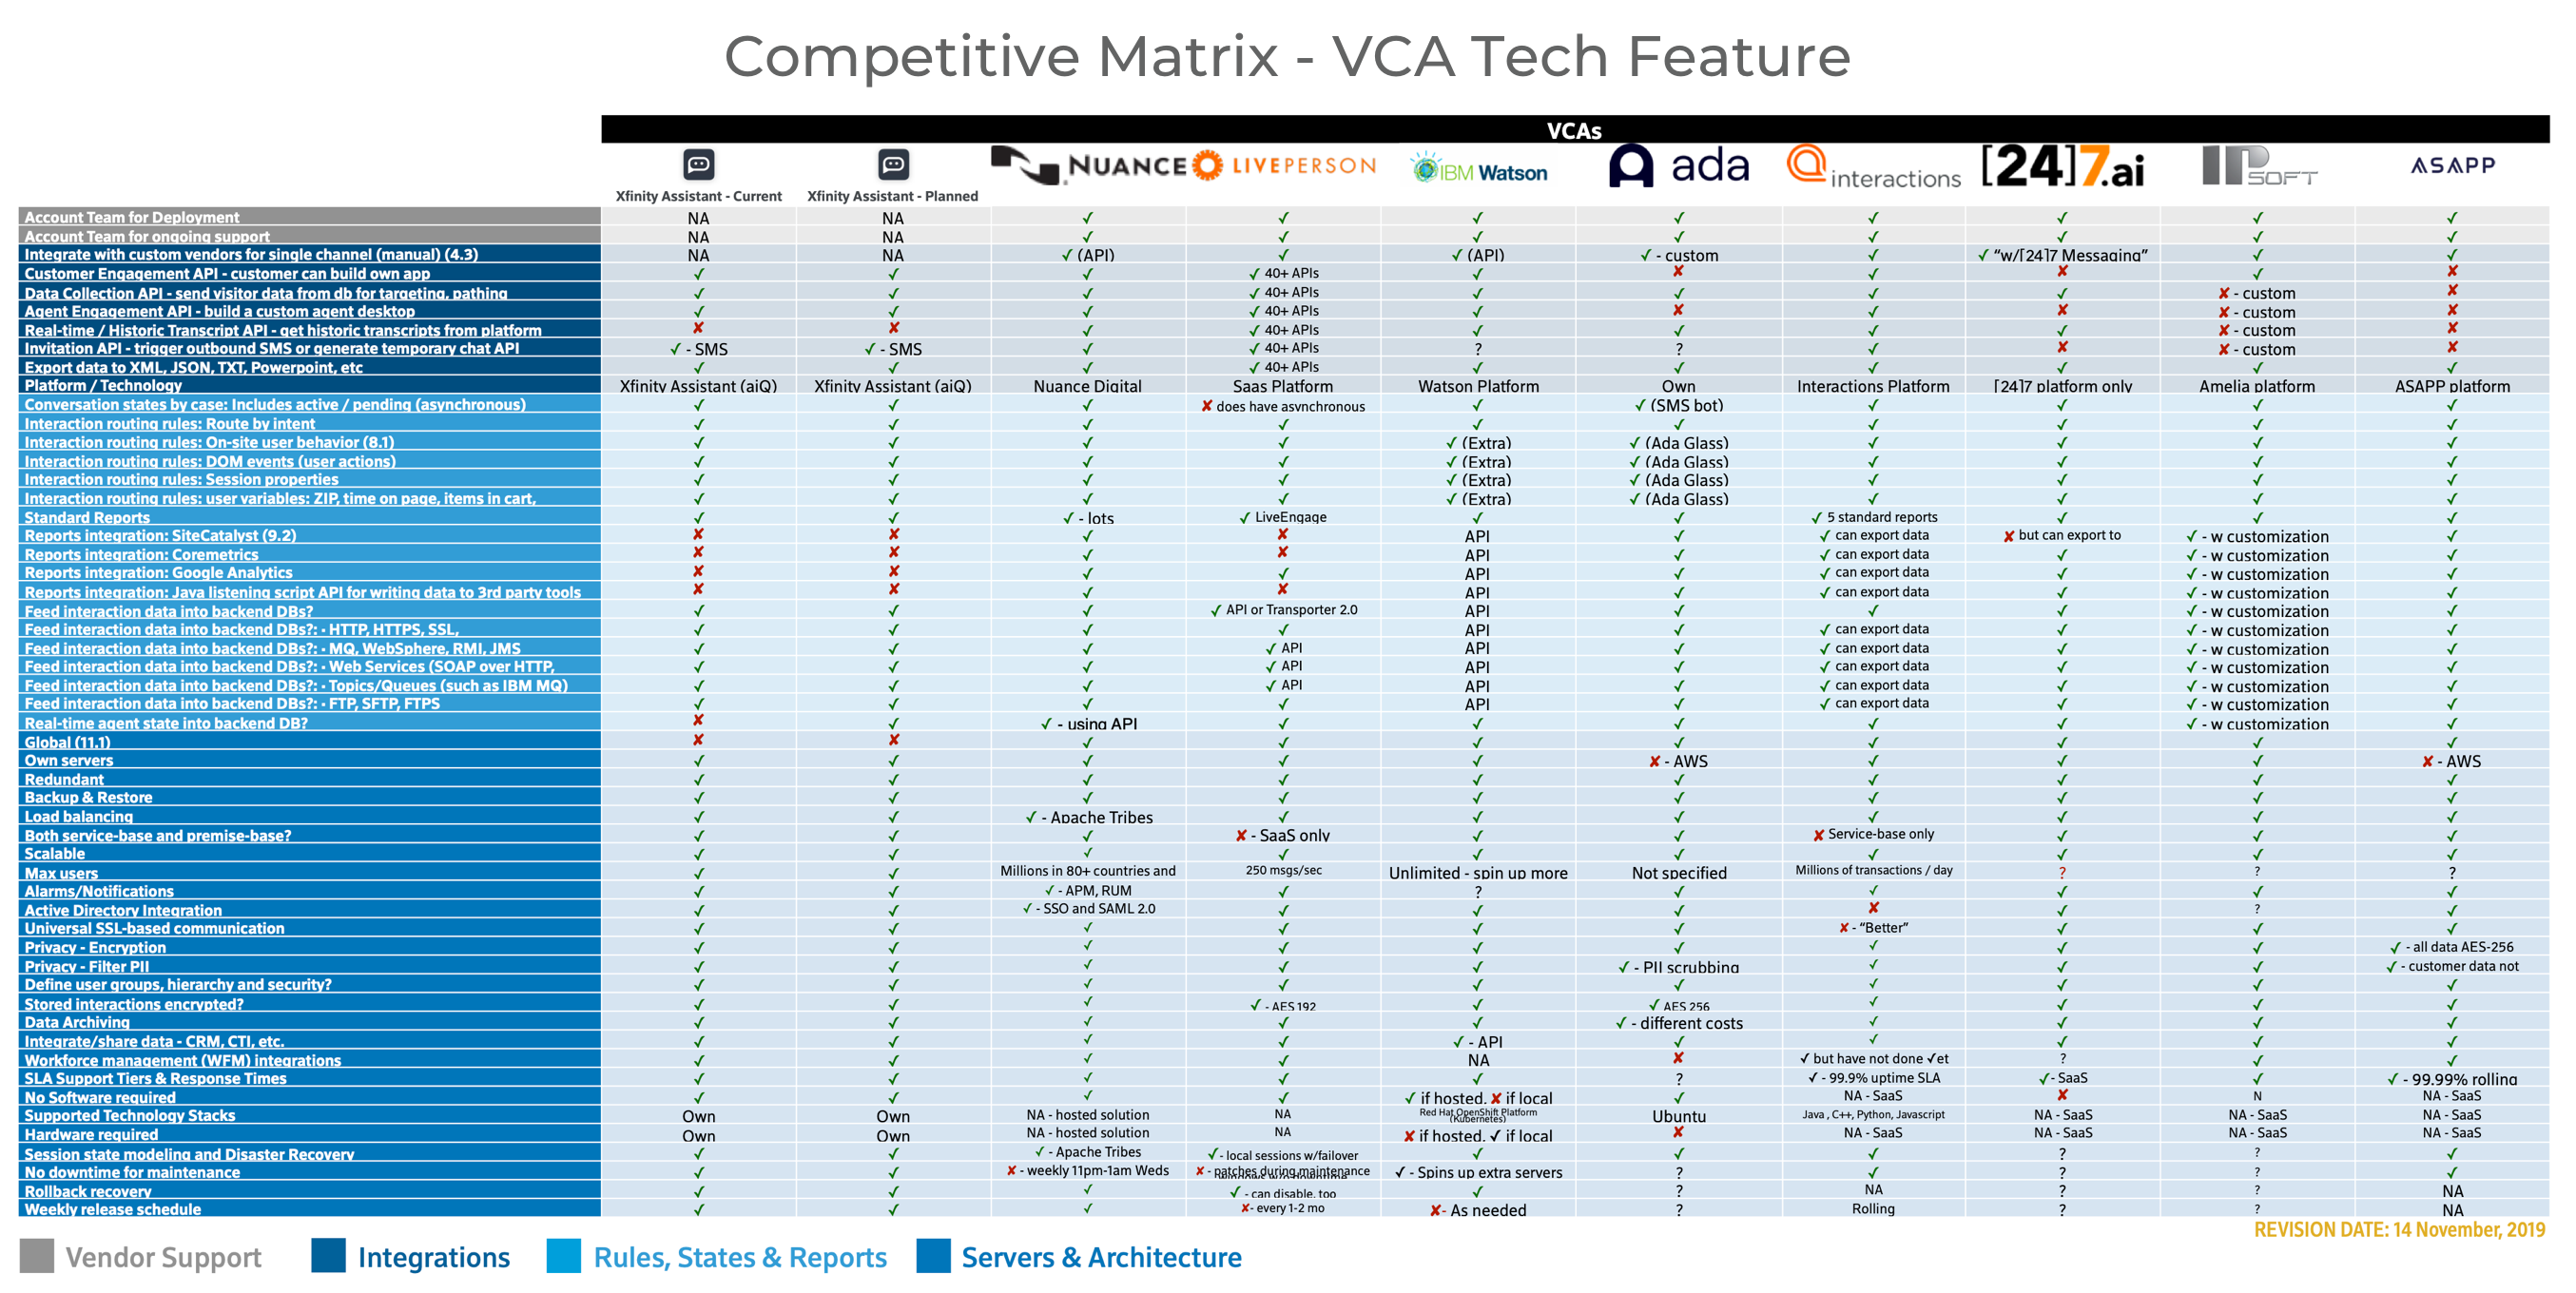 Competitive Matrix - VCA Tech Feature
VCAs
NUANCE LIVEPERSON IBM Watson ada interactions [24]7.ai IPSOFT ASAPP
Xfinity Assistant - Current Xfinity Assistant - Planned
Account Team for Deployment NA NA ✓ ✓ ✓ ✓ ✓ ✓ ✓ ✓
Account Team for ongoing support NA NA ✓ ✓ ✓ ✓ ✓ ✓ ✓ ✓
Integrate with custom vendors for single channel (manual) (4.3) NA NA ✓ (API) ✓ ✓ (API) ✓ - custom ✓ ✓ “w/[24]7 Messaging” ✓ ✓
Customer Engagement API - customer can build own app ✓ ✓ ✓ ✓ 40+ APIs ✓ ✘ ✓ ✘ ✓ ✘
Data Collection API - send visitor data from db for targeting, pathing ✓ ✓ ✓ ✓ 40+ APIs ✓ ✓ ✓ ✓ ✘ - custom ✘
Agent Engagement API - build a custom agent desktop ✓ ✓ ✓ ✓ 40+ APIs ✓ ✘ ✓ ✘ ✘ - custom ✘
Real-time / Historic Transcript API - get historic transcripts from platform ✘ ✘ ✓ ✓ 40+ APIs ✓ ✓ ✓ ✓ ✘ - custom ✘
Invitation API - trigger outbound SMS or generate temporary chat API ✓ - SMS ✓ - SMS ✓ ✓ 40+ APIs ? ? ✓ ✘ ✘ - custom ✘
Export data to XML, JSON, TXT, Powerpoint, etc ✓ ✓ ✓ ✓ 40+ APIs ✓ ✓ ✓ ✓ ✓ ✓
Platform / Technology Xfinity Assistant (aiQ) Xfinity Assistant (aiQ) Nuance Digital Saas Platform Watson Platform Own Interactions Platform [24]7 platform only Amelia platform ASAPP platform
Conversation states by case: Includes active / pending (asynchronous) ✓ ✓ ✓ ✘ does have asynchronous ✓ ✓ (SMS bot) ✓ ✓ ✓ ✓
Interaction routing rules: Route by intent ✓ ✓ ✓ ✓ ✓ ✓ ✓ ✓ ✓ ✓
Interaction routing rules: On-site user behavior (8.1) ✓ ✓ ✓ ✓ ✓ (Extra) ✓ (Ada Glass) ✓ ✓ ✓ ✓
Interaction routing rules: DOM events (user actions) ✓ ✓ ✓ ✓ ✓ (Extra) ✓ (Ada Glass) ✓ ✓ ✓ ✓
Interaction routing rules: Session properties ✓ ✓ ✓ ✓ ✓ (Extra) ✓ (Ada Glass) ✓ ✓ ✓ ✓
Interaction routing rules: user variables: ZIP, time on page, items in cart, ✓ ✓ ✓ ✓ ✓ (Extra) ✓ (Ada Glass) ✓ ✓ ✓ ✓
Standard Reports ✓ ✓ ✓ - lots ✓ LiveEngage ✓ ✓ ✓ 5 standard reports ✓ ✓ ✓
Reports integration: SiteCatalyst (9.2) ✘ ✘ ✓ ✘ API ✓ ✓ can export data ✘ but can export to ✓ - w customization ✓
Reports integration: Coremetrics ✘ ✘ ✓ ✘ API ✓ ✓ can export data ✓ ✓ - w customization ✓
Reports integration: Google Analytics ✘ ✘ ✓ ✓ API ✓ ✓ can export data ✓ ✓ - w customization ✓
Reports integration: Java listening script API for writing data to 3rd party tools ✘ ✘ ✓ ✘ API ✓ ✓ can export data ✓ ✓ - w customization ✓
Feed interaction data into backend DBs? ✓ ✓ ✓ ✓ API or Transporter 2.0 API ✓ ✓ ✓ ✓ - w customization ✓
Feed interaction data into backend DBs?: • HTTP, HTTPS, SSL, ✓ ✓ ✓ ✓ API ✓ ✓ can export data ✓ ✓ - w customization ✓
Feed interaction data into backend DBs?: • MQ, WebSphere, RMI, JMS ✓ ✓ ✓ ✓ API API ✓ ✓ can export data ✓ ✓ - w customization ✓
Feed interaction data into backend DBs?: • Web Services (SOAP over HTTP, ✓ ✓ ✓ ✓ API API ✓ ✓ can export data ✓ ✓ - w customization ✓
Feed interaction data into backend DBs?: • Topics/Queues (such as IBM MQ) ✓ ✓ ✓ ✓ API API ✓ ✓ can export data ✓ ✓ - w customization ✓
Feed interaction data into backend DBs?: • FTP, SFTP, FTPS ✓ ✓ ✓ ✓ API ✓ ✓ can export data ✓ ✓ - w customization ✓
Real-time agent state into backend DB? ✘ ✓ ✓ - using API ✓ ✓ ✓ ✓ ✓ ✓ - w customization ✓
Global (11.1) ✘ ✘ ✓ ✓ ✓ ✓ ✓ ✓ ✓ ✓
Own servers ✓ ✓ ✓ ✓ ✓ ✘ - AWS ✓ ✓ ✓ ✘ - AWS
Redundant ✓ ✓ ✓ ✓ ✓ ✓ ✓ ✓ ✓ ✓
Backup & Restore ✓ ✓ ✓ ✓ ✓ ✓ ✓ ✓ ✓ ✓
Load balancing ✓ ✓ ✓ - Apache Tribes ✓ ✓ ✓ ✓ ✓ ✓ ✓
Both service-base and premise-base? ✓ ✓ ✓ ✘ - SaaS only ✓ ✓ ✘ Service-base only ✓ ✓ ✓
Scalable ✓ ✓ ✓ ✓ ✓ ✓ ✓ ✓ ✓ ✓
Max users ✓ ✓ Millions in 80+ countries and 250 msgs/sec Unlimited - spin up more Not specified Millions of transactions / day ? ? ?
Alarms/Notifications ✓ ✓ ✓ - APM, RUM ✓ ? ✓ ✓ ✓ ✓ ✓
Active Directory Integration ✓ ✓ ✓ - SSO and SAML 2.0 ✓ ✓ ✓ ✘ ✓ ? ✓
Universal SSL-based communication ✓ ✓ ✓ ✓ ✓ ✓ ✘ - “Better” ✓ ✓ ✓
Privacy - Encryption ✓ ✓ ✓ ✓ ✓ ✓ ✓ ✓ ✓ ✓ - all data AES-256
Privacy - Filter PII ✓ ✓ ✓ ✓ ✓ ✓ - PII scrubbing ✓ ✓ ✓ ✓ - customer data not
Define user groups, hierarchy and security? ✓ ✓ ✓ ✓ ✓ ✓ ✓ ✓ ✓ ✓
Stored interactions encrypted? ✓ ✓ ✓ ✓ - AES 192 ✓ ✓ AES 256 ✓ ✓ ✓ ✓
Data Archiving ✓ ✓ ✓ ✓ ✓ ✓ - different costs ✓ ✓ ✓ ✓
Integrate/share data - CRM, CTI, etc. ✓ ✓ ✓ ✓ ✓ - API ✓ ✓ ✓ ✓ ✓
Workforce management (WFM) integrations ✓ ✓ ✓ ✓ NA ✘ ✓ but have not done ✓et ? ✓ ✓
SLA Support Tiers & Response Times ✓ ✓ ✓ ✓ ✓ ? ✓ - 99.9% uptime SLA ✓- SaaS ✓ ✓ - 99.99% rolling
No Software required ✓ ✓ ✓ ✓ ✓ if hosted. ✘ if local ✓ NA - SaaS ✘ N NA - SaaS
Supported Technology Stacks Own Own NA - hosted solution NA Red Hat OpenShift Platform (Kubernetes) Ubuntu Java , C++, Python, Javascript NA - SaaS NA - SaaS NA - SaaS
Hardware required Own Own NA - hosted solution NA ✘ if hosted. ✓ if local ✘ NA - SaaS NA - SaaS NA - SaaS NA - SaaS
Session state modeling and Disaster Recovery ✓ ✓ ✓ - Apache Tribes ✓ - local sessions w/failover ✓ ✓ ✓ ? ? ✓
No downtime for maintenance ✓ ✓ ✘ - weekly 11pm-1am Weds ✘ - patches during maintenance ✓ - Spins up extra servers ? ✓ ? ? ✓
Rollback recovery ✓ ✓ ✓ ✓ - can disable, too ✓ ? NA ? ? NA
Weekly release schedule ✓ ✓ ✓ ✘- every 1-2 mo ✘- As needed ? Rolling ? ? NA
REVISION DATE: 14 November, 2019
Vendor Support Integrations Rules, States & Reports Servers & Architecture